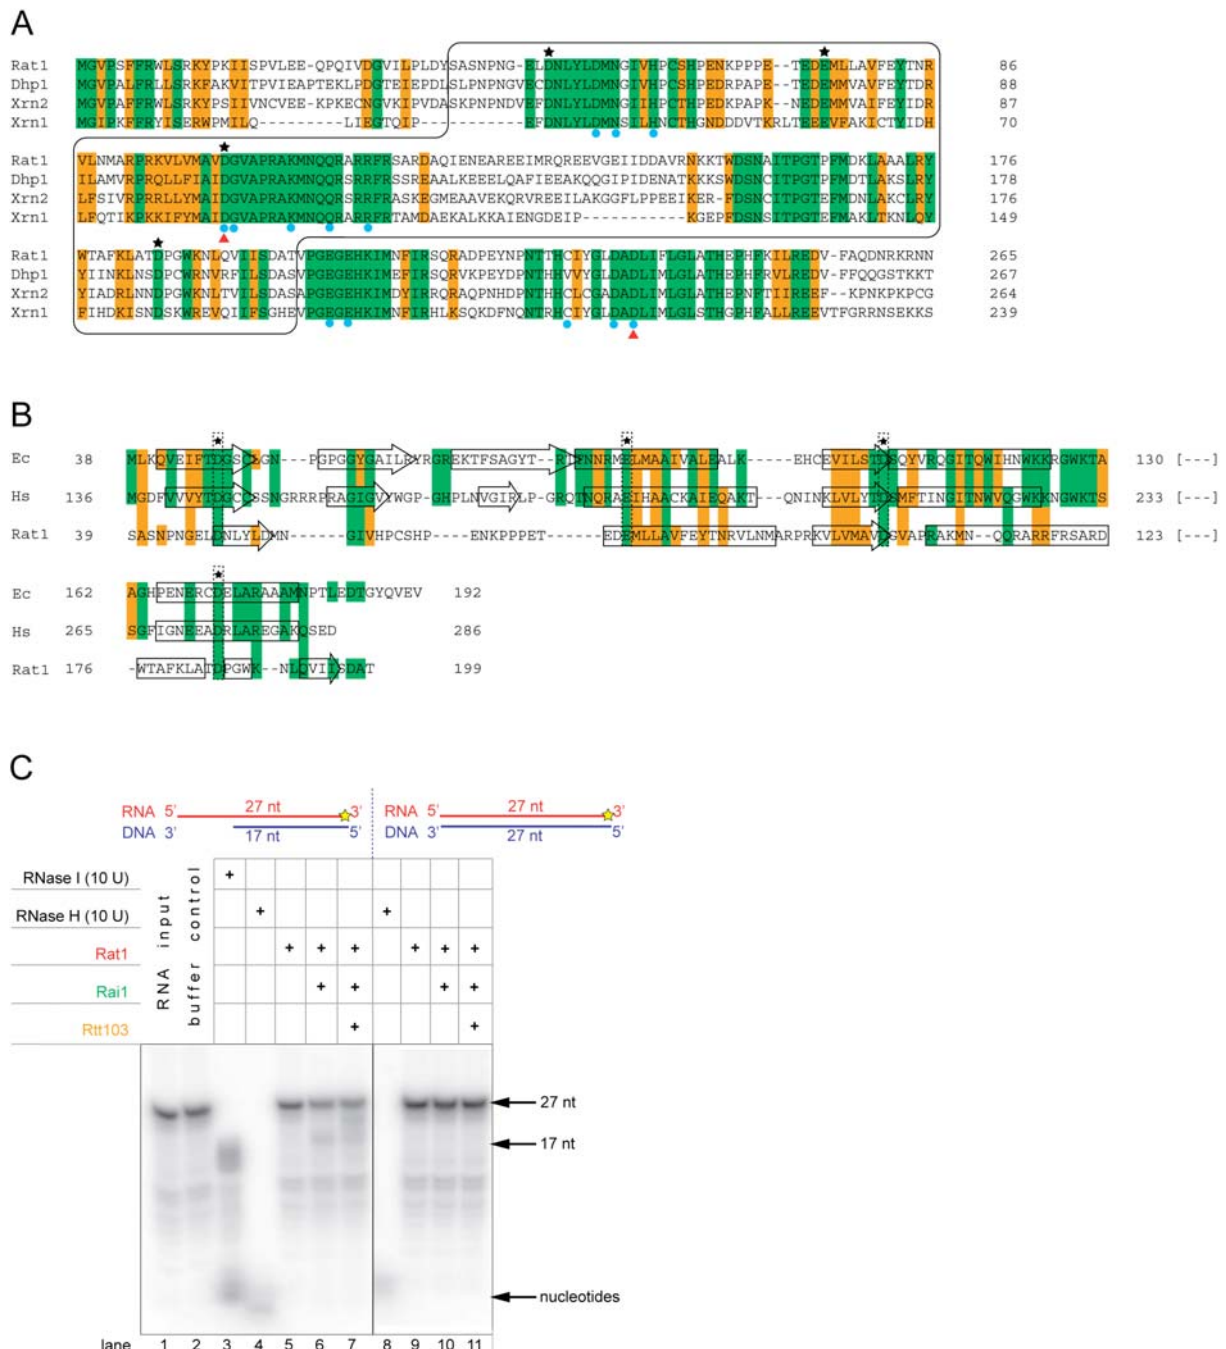 A
Rat1 MGVPSFFRWLSRKYPKIISPVLEE-QPQIVDGVILPLDYSASNPNG-ELDNLYLDMNGIVHPCSHPENKPPPE--TEDEMLLAVFEYTNR 86
Dhp1 MGVPALFRLLSRKFAKVITPVIEAPTEKLPDGTEIEPDLSLPNPNGVECDNLYLDMNGIVHPCSHPEDRPAPE--TEDEMMVAVFEYTDR 88
Xrn2 MGVPAFFRWLSRKYPSIIVNCVEE-KPKECNGVKIPVDASKPNPNDVEFDNLYLDMNGIIHPCTHPEDKPAPK--NEDEMMVAIFEYIDR 87
Xrn1 MGIPKFFRYISERWPMILQ---------LIEGTQIP-----------EFDNLYLDMNSILHNCTHGNDDDVTKRLTEEEVFAKICTYIDH 70
Rat1 VLNMARPRKVLVMAVDGVAPRAKMNQQRARRFRSARDAQIENEAREEIMRQREEVGEIIDDAVRNKKTWDSNAITPGTPFMDKLAAALRY 176
Dhp1 ILAMVRPRQLLFIAIDGVAPRAKMNQQRSRRFRSSREAALKEEELQAFIEEAKQQGIPIDENATKKKSWDSNCITPGTPFMDTLAKSLRY 178
Xrn2 LFSIVRPRRLLYMAIDGVAPRAKMNQQRSRRFRASKEGMEAAVEKQRVREEILAKGGFLPPEEIKERFDSNCITPGTEFMDNLAKCLRY 176
Xrn1 LFQTIKPKKIFYMAIDGVAPRAKMNQQRARRFRTAMDAEKALKKAIENGDEIP-----------KGEPFDSNSITPGTEFMAKLTKNLQY 149
Rat1 WTAFKLATDPGWKNLQVIISDATVPGEGEHKIMNFIRSQRADPEYNPNTTHCIYGLDADLIFLGLATHEPHFKILREDV-FAQDNRKRNN 265
Dhp1 YIINKLNSDPCWRNVRFILSDASVPGEGEHKIMEFIRSQRVKPEYDPNTHHVVYGLDADLIMLGLATHEPHFRVLREDV-FFQQGSTKKT 267
Xrn2 YIADRLNNDPGWKNLTVILSDASAPGEGEHKIMDYIRRQRAQPNHDPNTHHCLCGADADLIMLGLATHEPNFTIIREEF-KPNKPKPCG 264
Xrn1 FIHDKISNDSKWREVQIIFSGHEVPGEGEHKIMNFIRHLKSQKDFNQNTRHCIYGLDADLIMLGLSTHGPHFALLREEVTFGRRNSEKKS 239
B
Ec 38 MLKQVEIFTDGSCLGN---PGPGGYGAILRYRGREKTFSAGYT--RTTNNRMELMAAIVALEALK-----EHCEVILSTDSQYVRQGITQWIHNWKKRGWKTA 130 [---]
Hs 136 MGDFVVVYTDGCCSSNGRRRPRAGIGVYWGP-GHPLNVGIRLP-GRQTNQRAEIHAACKAIEQAKT---QNINKLVLYTDSMFTINGITNWVQGWKKNGWKTS 233 [---]
Rat1 39 SASNPNGELDNLYLDMN------GIVHPCSHP---ENKPPPET------EDEMLLAVFEYTNRVLNMARPRKVLVMAVDGVAPRAKMN--QQRARRFRSARD 123 [---]
Ec 162 AGHPENERCDELARAAAMNPTLEDTGYQVEV 192
Hs 265 SGFIGNEEADRLAREGAKQSED 286
Rat1 176 -WTAFKLATDPGWK--NLQVIISDAT 199
C
RNA 5' 27 nt 3' RNA 5' 27 nt 3'
DNA 3' 17 nt 5' DNA 3' 27 nt 5'
RNase I (10 U) +
RNase H (10 U) + +
Rat1 + + + + + +
Rai1 + + + +
Rtt103 + +
RNA input
buffer control
27 nt
17 nt
nucleotides
lane 1 2 3 4 5 6 7 8 9 10 11